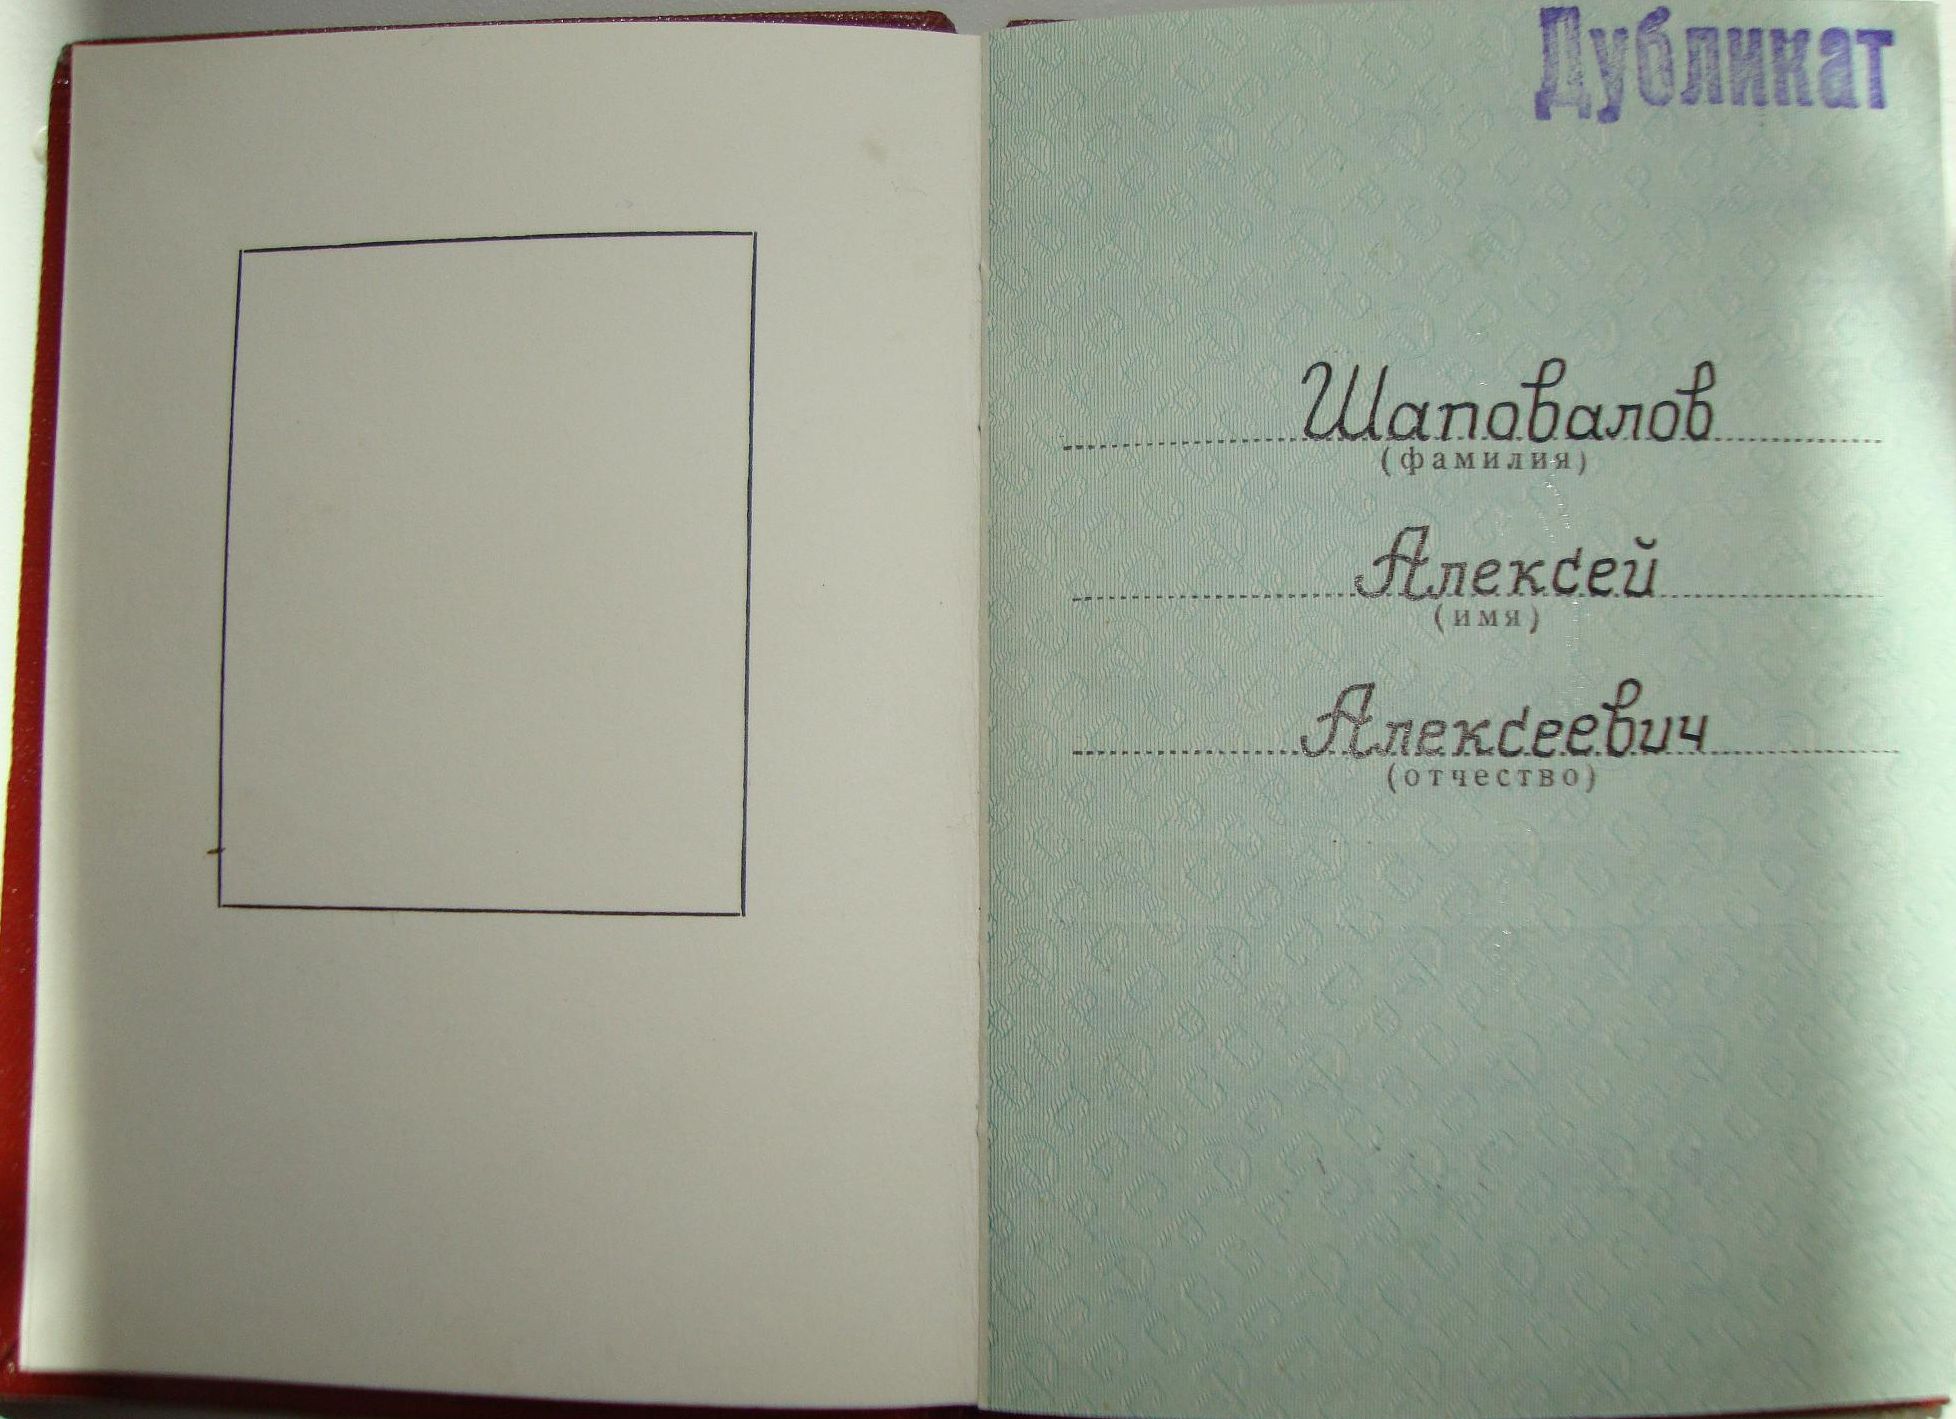 Дубликат
Шаповалов
(фамилия)
Алексей
(имя)
Алексеевич
(отчество)